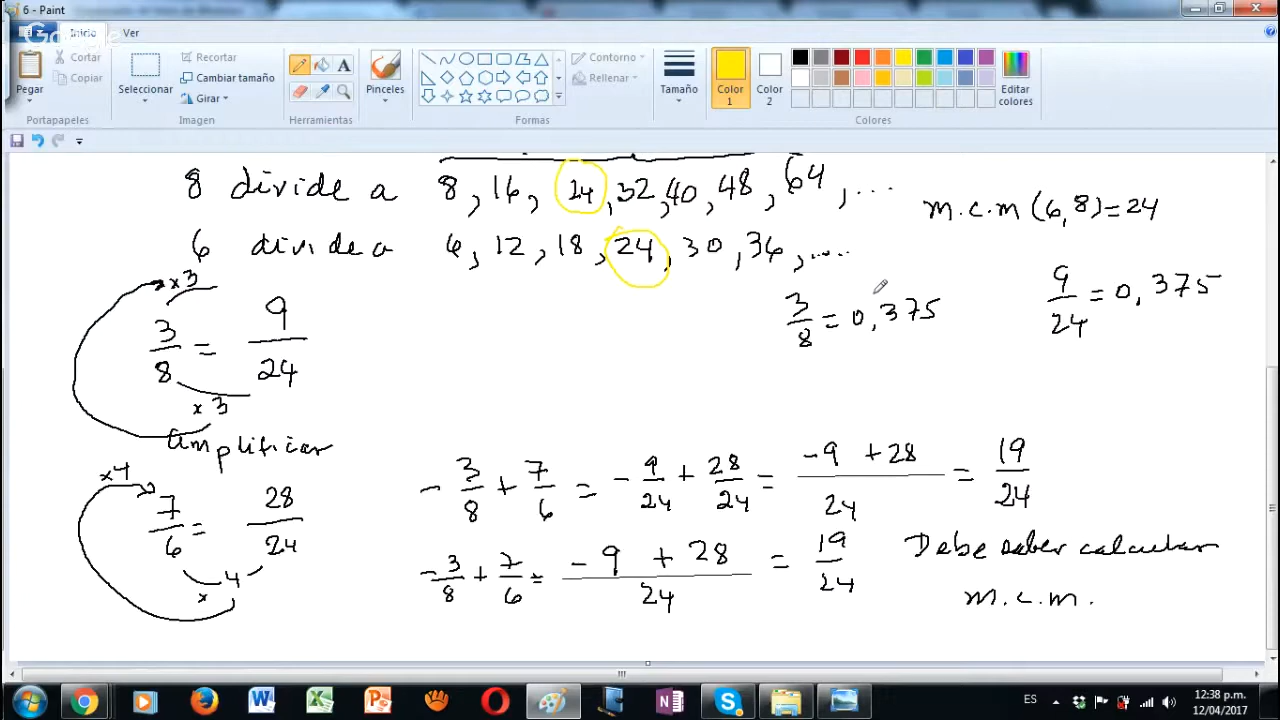 6 - Paint
Google
Inicio Ver
Pegar
Cortar
Copiar
Portapapeles
Seleccionar
Recortar
Cambiar tamaño
Girar
Imagen
A
Herramientas
Pinceles
Contorno
Rellenar
Formas
Tamaño
Color 1
Color 2
Editar colores
Colores
8 divide a 8, 16, 24, 32, 40, 48, 64, ...
m.c.m (6, 8) = 24
6 divide a 6, 12, 18, 24, 30, 36, .....
x 3
3/8 = 9/24
x 3
3/8 = 0,375
9/24 = 0,375
Amplificar
x4
7/6 = 28/24
x 4
- 3/8 + 7/6 = - 9/24 + 28/24 = -9 +28/24 = 19/24
-3/8 + 7/6 = - 9 + 28/24 = 19/24
Debe saber calcular
m.c.m.
ES
12:38 p.m.
12/04/2017